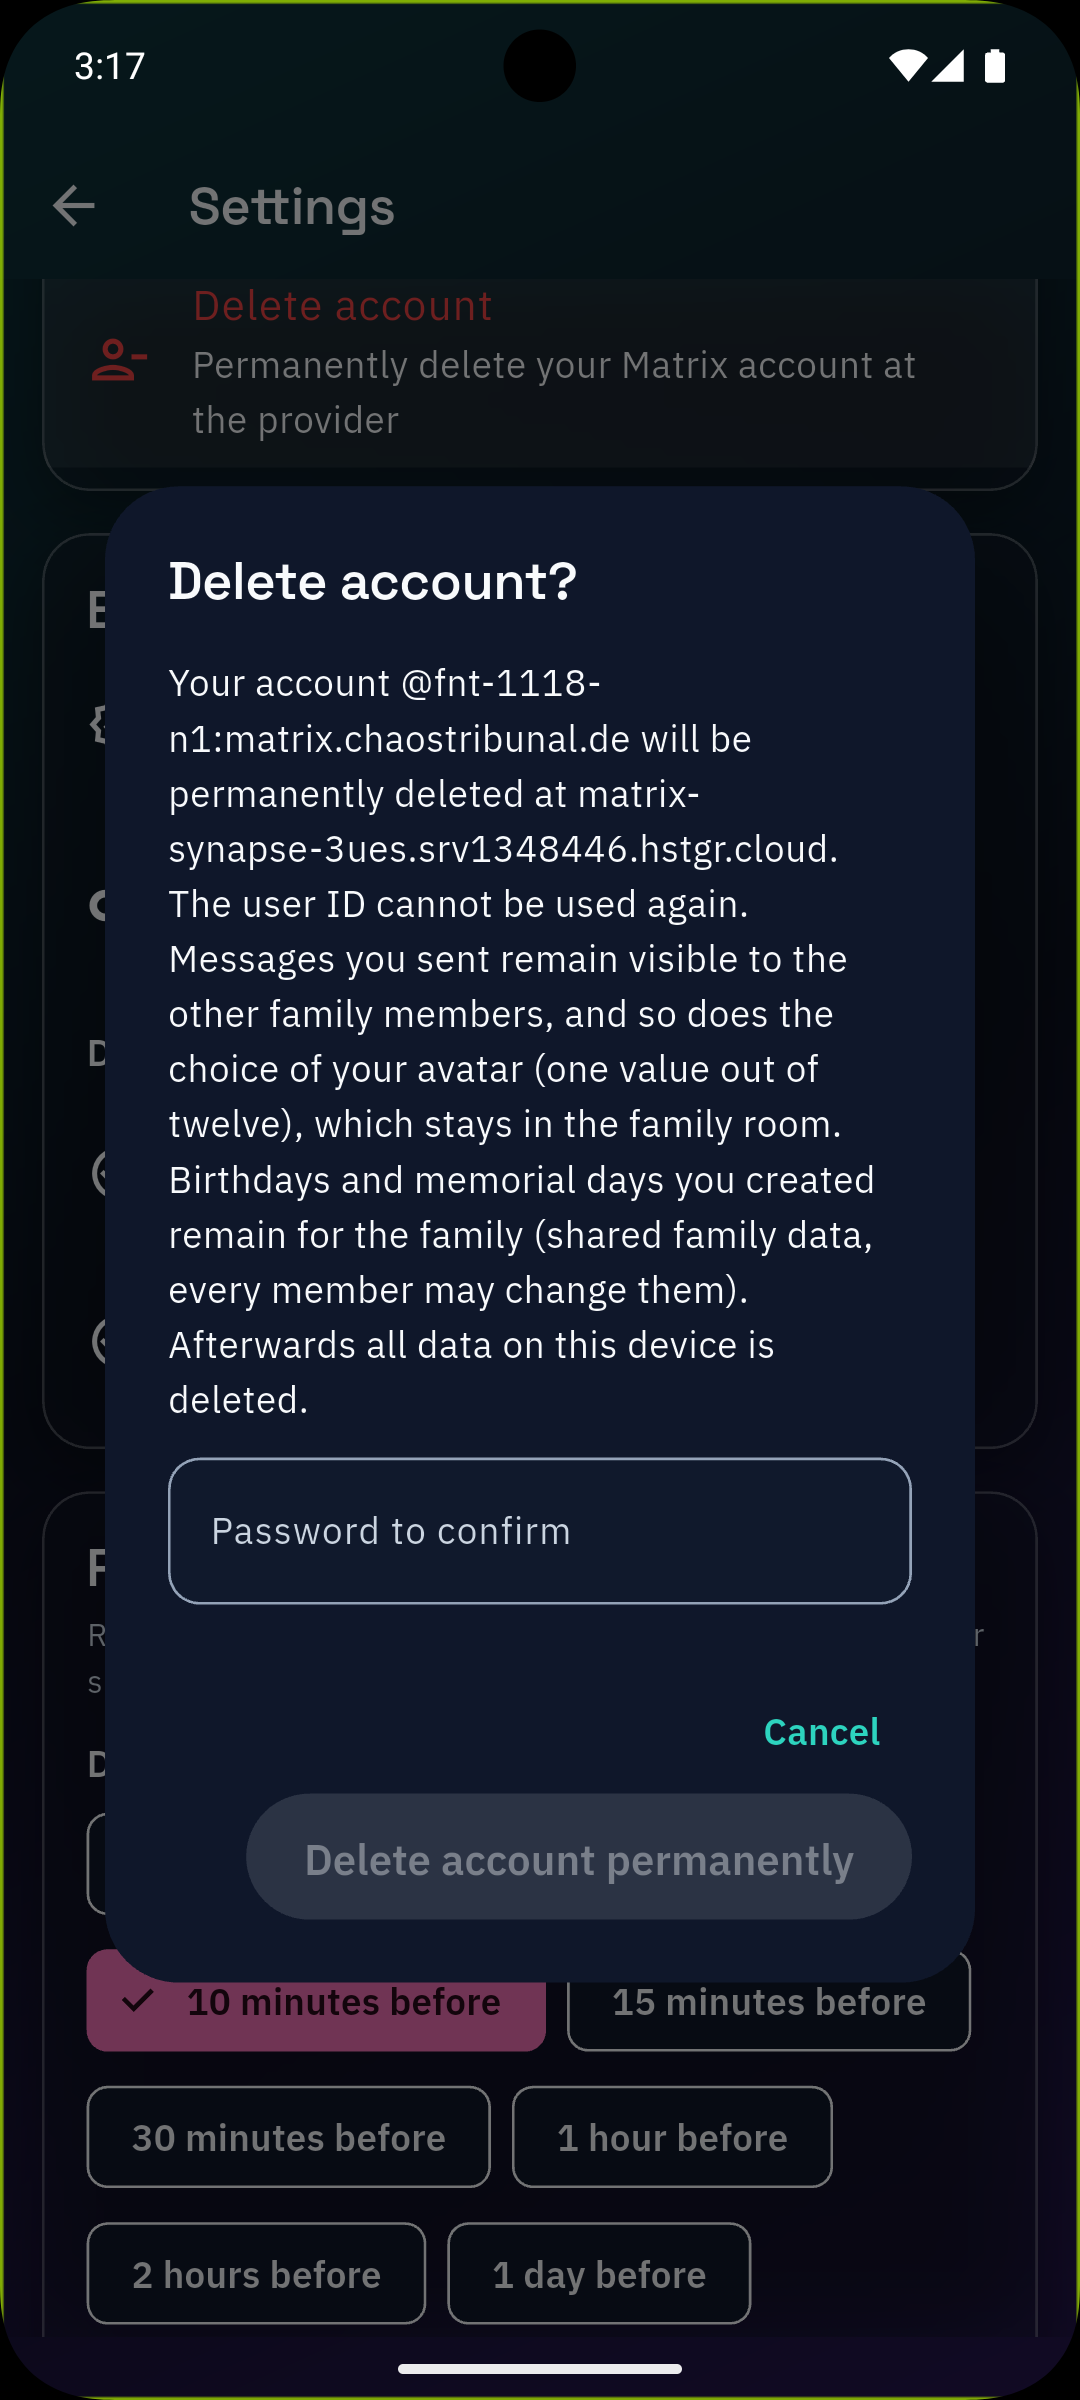 3:17
Settings
Delete account
Permanently delete your Matrix account at
the provider
Delete account?
Your account @fnt-1118-
n1:matrix.chaostribunal.de will be
permanently deleted at matrix-
synapse-3ues.srv1348446.hstgr.cloud.
The user ID cannot be used again.
Messages you sent remain visible to the
other family members, and so does the
choice of your avatar (one value out of
twelve), which stays in the family room.
Birthdays and memorial days you created
remain for the family (shared family data,
every member may change them).
Afterwards all data on this device is
deleted.
Password to confirm
Cancel
Delete account permanently
10 minutes before
15 minutes before
30 minutes before
1 hour before
2 hours before
1 day before